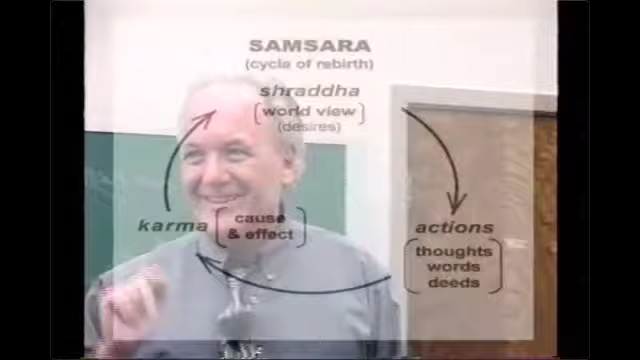 SAMSARA
(cycle of rebirth)
shraddha
[world view]
(desires)
karma [cause & effect]
actions
[thoughts
words
deeds]